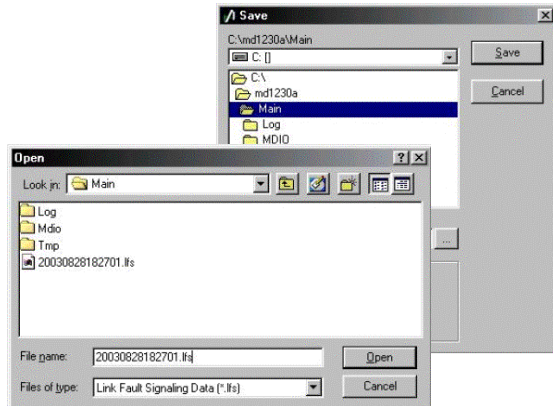 Save
C:\md1230a\Main
C: []
Save
C:\
md1230a
Cancel
Main
Log
MDIO
Open
Look in:
Main
Log
Mdio
Tmp
20030828182701.lfs
...
File name:
20030828182701.lfs
Open
Files of type:
Link Fault Signaling Data (*.lfs)
Cancel